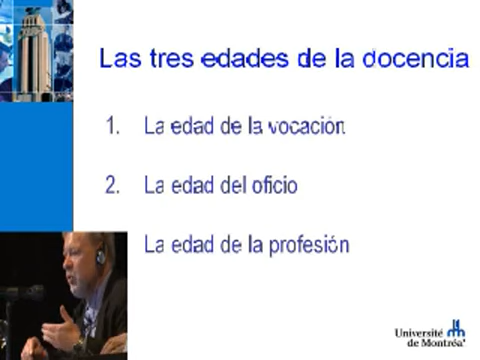 Las tres edades de la docencia
1. La edad de la vocación
2. La edad del oficio
La edad de la profesión
Université
de Montréal